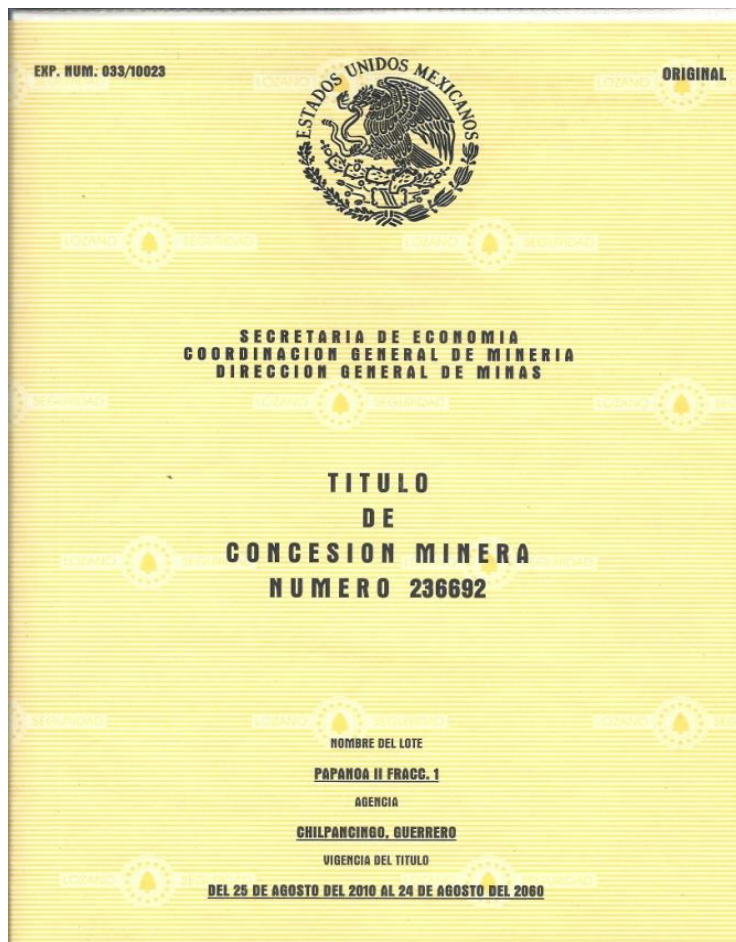 EXP. NUM. 033/10023
ORIGINAL
ESTADOS UNIDOS MEXICANOS
LOZANO SEGURIDAD
SECRETARIA DE ECONOMIA
COORDINACION GENERAL DE MINERIA
DIRECCION GENERAL DE MINAS
TITULO
DE
CONCESION MINERA
NUMERO 236692
NOMBRE DEL LOTE
PAPANOA II FRACC. 1
AGENCIA
CHILPANCINGO, GUERRERO
VIGENCIA DEL TITULO
DEL 25 DE AGOSTO DEL 2010 AL 24 DE AGOSTO DEL 2060